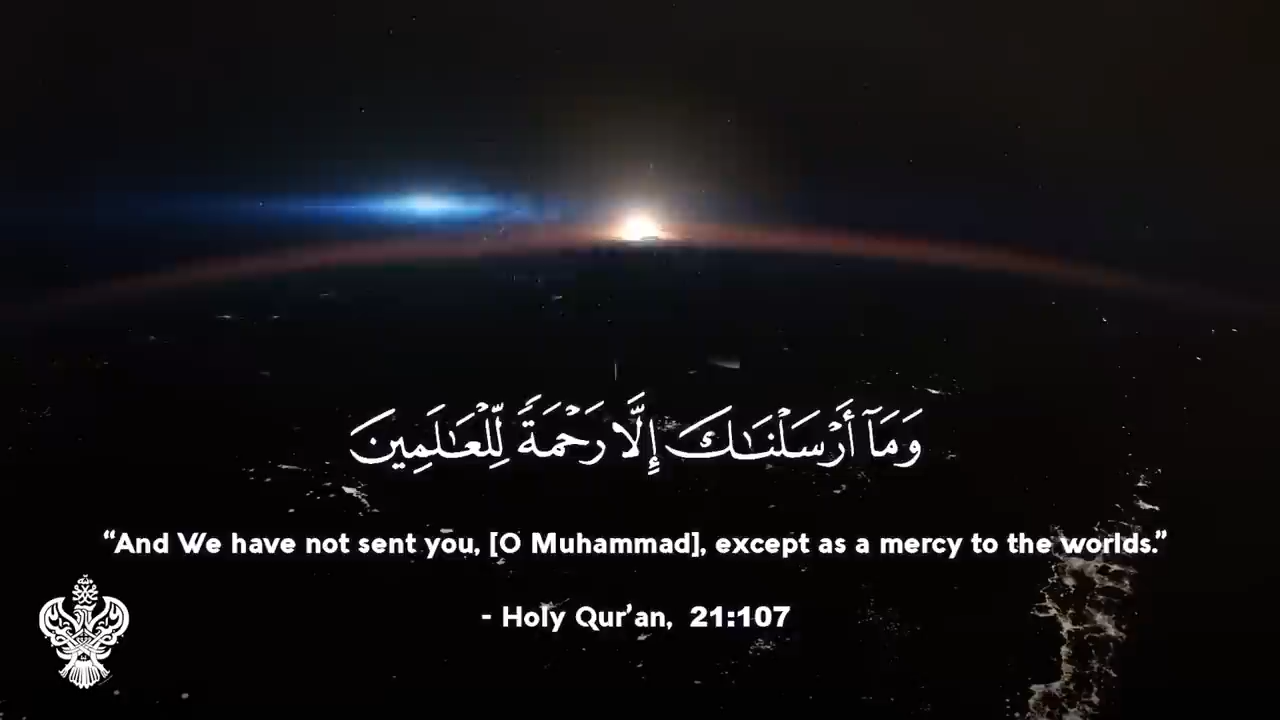 وَمَآ أَرْسَلْنَـٰكَ إِلَّا رَحْمَةً لِّلْعَـٰلَمِينَ
“And We have not sent you, [O Muhammad], except as a mercy to the worlds.”
- Holy Qur’an, 21:107